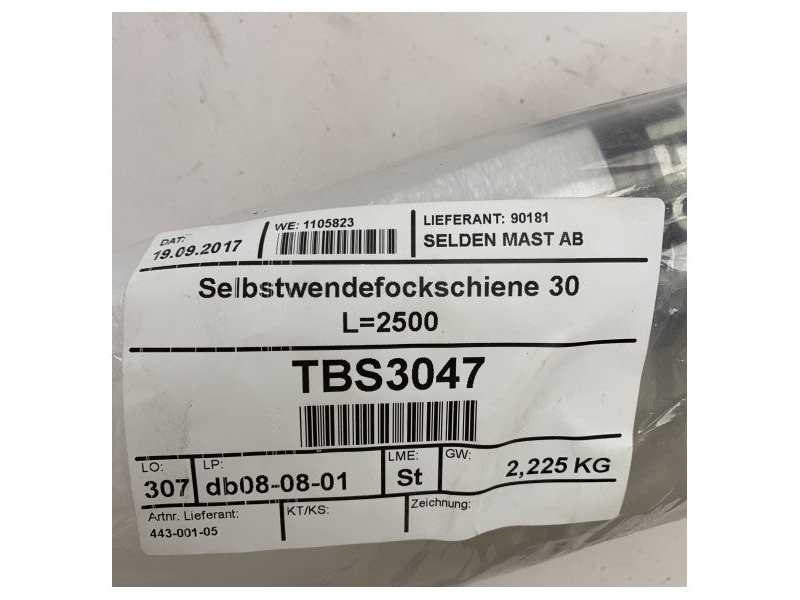 DAT:
19.09.2017
WE: 1105823
LIEFERANT: 90181
SELDEN MAST AB
Selbstwendefockschiene 30
L=2500
TBS3047
LO:
307
LP:
db08-08-01
LME:
St
GW:
2,225 KG
Artnr. Lieferant:
443-001-05
KT/KS:
Zeichnung: